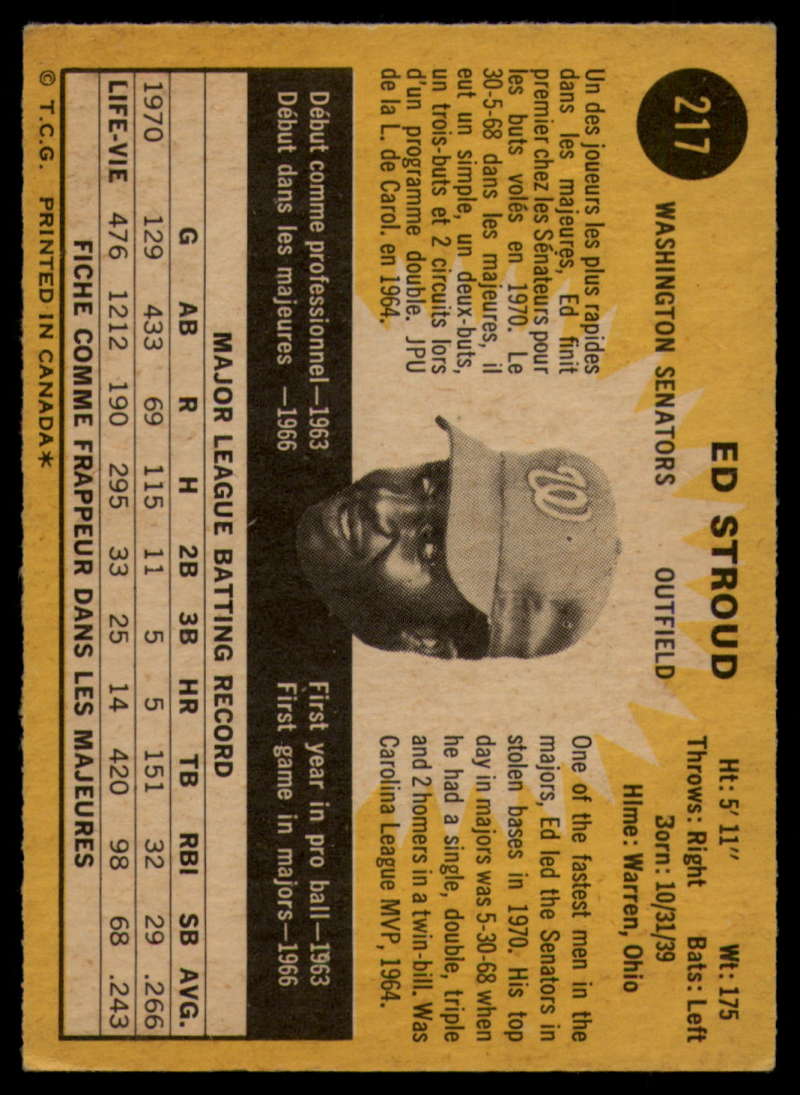 217
ED STROUD
WASHINGTON SENATORS OUTFIELD
Ht: 5' 11" Wt: 175
Throws: Right Bats: Left
Born: 10/31/39
Hlme: Warren, Ohio
Un des joueurs les plus rapides
dans les majeures, Ed finit
premier chez les Sénateurs pour
les buts volés en 1970. Le
30-5-68 dans les majeures, il
eut un simple, un deux-buts,
un trois-buts et 2 circuits lors
d'un programme double. JPU
de la L. de Carol. en 1964.
W
One of the fastest men in the
majors, Ed led the Senators in
stolen bases in 1970. His top
day in majors was 5-30-68 when
he had a single, double, triple
and 2 homers in a twin-bill. Was
Carolina League MVP, 1964.
Début comme professionnel—1963
Début dans les majeures —1966
First year in pro ball—1963
First game in majors—1966
MAJOR LEAGUE BATTING RECORD
G AB R H 2B 3B HR TB RBI SB AVG.
1970 129 433 69 115 11 5 5 151 32 29 .266
LIFE-VIE 476 1212 190 295 33 25 14 420 98 68 .243
FICHE COMME FRAPPEUR DANS LES MAJEURES
© T.C.G. PRINTED IN CANADA*